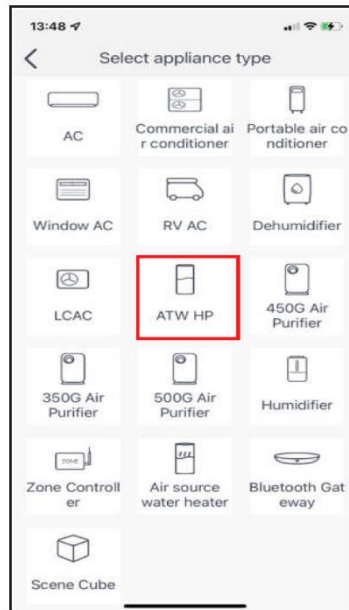 13:48
Select appliance type
AC
Commercial ai
r conditioner
Portable air co
nditioner
Window AC
RV AC
Dehumidifier
LCAC
ATW HP
450G Air
Purifier
350G Air
Purifier
500G Air
Purifier
Humidifier
ZONE
Zone Controll
er
Air source
water heater
Bluetooth Gat
eway
Scene Cube